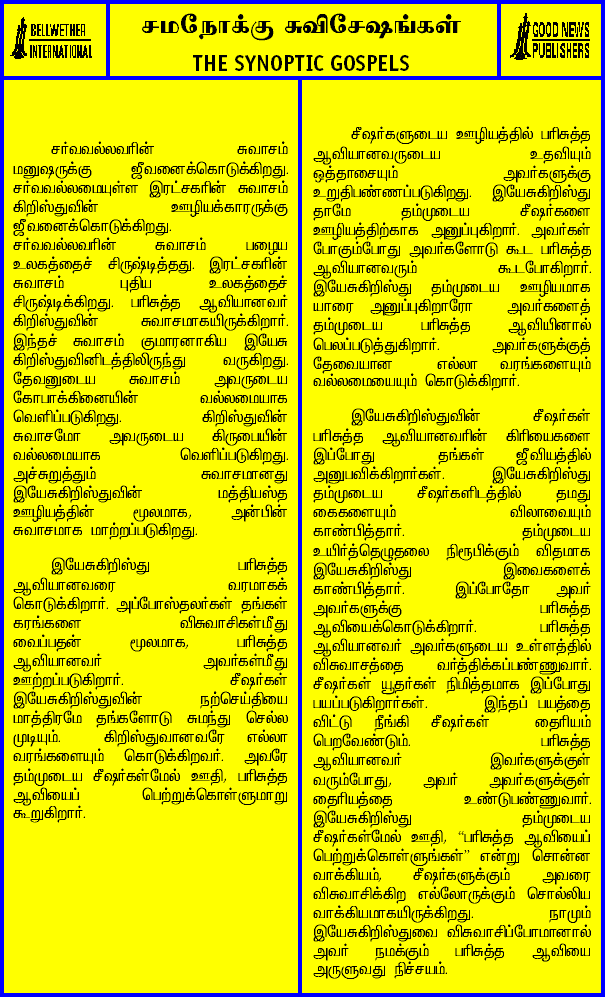 BELLWETHER
INTERNATIONAL
சமநோக்கு சுவிசேஷங்கள்
THE SYNOPTIC GOSPELS
GOOD NEWS
PUBLISHERS
சர்வவல்லவரின் சுவாசம்
மனுஷருக்கு ஜீவனைக்கொடுக்கிறது.
சர்வவல்லமையுள்ள இரட்சகரின் சுவாசம்
கிறிஸ்துவின் ஊழியக்காரருக்கு
ஜீவனைக்கொடுக்கிறது.
சர்வவல்லவரின் சுவாசம் பழைய
உலகத்தைச் சிருஷ்டித்தது. இரட்சகரின்
சுவாசம் புதிய உலகத்தைச்
சிருஷ்டிக்கிறது. பரிசுத்த ஆவியானவர்
கிறிஸ்துவின் சுவாசமாகயிருக்கிறார்.
இந்தச் சுவாசம் குமாரனாகிய இயேசு
கிறிஸ்துவினிடத்திலிருந்து வருகிறது.
தேவனுடைய சுவாசம் அவருடைய
கோபாக்கினையின் வல்லமையாக
வெளிப்படுகிறது. கிறிஸ்துவின்
சுவாசமோ அவருடைய கிருபையின்
வல்லமையாக வெளிப்படுகிறது.
அச்சுறுத்தும் சுவாசமானது
இயேசுகிறிஸ்துவின் மத்தியஸ்த
ஊழியத்தின் மூலமாக, அன்பின்
சுவாசமாக மாற்றப்படுகிறது.
இயேசுகிறிஸ்து பரிசுத்த
ஆவியானவரை வரமாகக்
கொடுக்கிறார். அப்போஸ்தலர்கள் தங்கள்
கரங்களை விசுவாசிகள்மீது
வைப்பதன் மூலமாக, பரிசுத்த
ஆவியானவர் அவர்கள்மீது
ஊற்றப்படுகிறார். சீஷர்கள்
இயேசுகிறிஸ்துவின் நற்செய்தியை
மாத்திரமே தங்களோடு சுமந்து செல்ல
முடியும். கிறிஸ்துவானவரே எல்லா
வரங்களையும் கொடுக்கிறவர். அவரே
தம்முடைய சீஷர்கள்மேல் ஊதி, பரிசுத்த
ஆவியைப் பெற்றுக்கொள்ளுமாறு
கூறுகிறார்.
சீஷர்களுடைய ஊழியத்தில் பரிசுத்த
ஆவியானவருடைய உதவியும்
ஒத்தாசையும் அவர்களுக்கு
உறுதிபண்ணப்படுகிறது. இயேசுகிறிஸ்து
தாமே தம்முடைய சீஷர்களை
ஊழியத்திற்காக அனுப்புகிறார். அவர்கள்
போகும்போது அவர்களோடு கூட பரிசுத்த
ஆவியானவரும் கூடபோகிறார்.
இயேசுகிறிஸ்து தம்முடைய ஊழியமாக
யாரை அனுப்புகிறாரோ அவர்களைத்
தம்முடைய பரிசுத்த ஆவியினால்
பெலப்படுத்துகிறார். அவர்களுக்குத்
தேவையான எல்லா வரங்களையும்
வல்லமையையும் கொடுக்கிறார்.
இயேசுகிறிஸ்துவின் சீஷர்கள்
பரிசுத்த ஆவியானவரின் கிரியைகளை
இப்போது தங்கள் ஜீவியத்தில்
அனுபவிக்கிறார்கள். இயேசுகிறிஸ்து
தம்முடைய சீஷர்களிடத்தில் தமது
கைகளையும் விலாவையும்
காண்பித்தார். தம்முடைய
உயிர்த்தெழுதலை நிரூபிக்கும் விதமாக
இயேசுகிறிஸ்து இவைகளைக்
காண்பித்தார். இப்போதோ அவர்
அவர்களுக்கு பரிசுத்த
ஆவியைக்கொடுக்கிறார். பரிசுத்த
ஆவியானவர் அவர்களுடைய உள்ளத்தில்
விசுவாசத்தை வர்த்திக்கப்பண்ணுவார்.
சீஷர்கள் யூதர்கள் நிமித்தமாக இப்போது
பயப்படுகிறார்கள். இந்தப் பயத்தை
விட்டு நீங்கி சீஷர்கள் தைரியம்
பெறவேண்டும். பரிசுத்த
ஆவியானவர் இவர்களுக்குள்
வரும்போது, அவர் அவர்களுக்குள்
தைரியத்தை உண்டுபண்ணுவார்.
இயேசுகிறிஸ்து தம்முடைய
சீஷர்கள்மேல் ஊதி, “பரிசுத்த ஆவியைப்
பெற்றுக்கொள்ளுங்கள்” என்று சொன்ன
வாக்கியம், சீஷர்களுக்கும் அவரை
விசுவாசிக்கிற எல்லோருக்கும் சொல்லிய
வாக்கியமாகயிருக்கிறது. நாமும்
இயேசுகிறிஸ்துவை விசுவாசிப்போமானால்
அவர் நமக்கும் பரிசுத்த ஆவியை
அருளுவது நிச்சயம்.